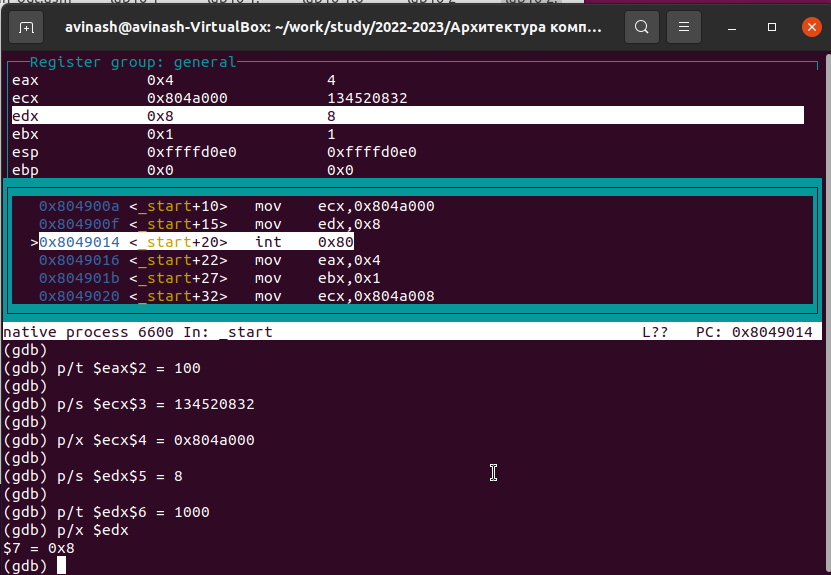 avinash@avinash-VirtualBox: ~/work/study/2022-2023/Архитектура комп...
Register group: general
eax 0x4 4
ecx 0x804a000 134520832
edx 0x8 8
ebx 0x1 1
esp 0xffffd0e0 0xffffd0e0
ebp 0x0 0x0
0x804900a <_start+10> mov ecx,0x804a000
0x804900f <_start+15> mov edx,0x8
>0x8049014 <_start+20> int 0x80
0x8049016 <_start+22> mov eax,0x4
0x804901b <_start+27> mov ebx,0x1
0x8049020 <_start+32> mov ecx,0x804a008
native process 6600 In: _start L?? PC: 0x8049014
(gdb)
(gdb) p/t $eax$2 = 100
(gdb)
(gdb) p/s $ecx$3 = 134520832
(gdb)
(gdb) p/x $ecx$4 = 0x804a000
(gdb)
(gdb) p/s $edx$5 = 8
(gdb)
(gdb) p/t $edx$6 = 1000
(gdb) p/x $edx
$7 = 0x8
(gdb)